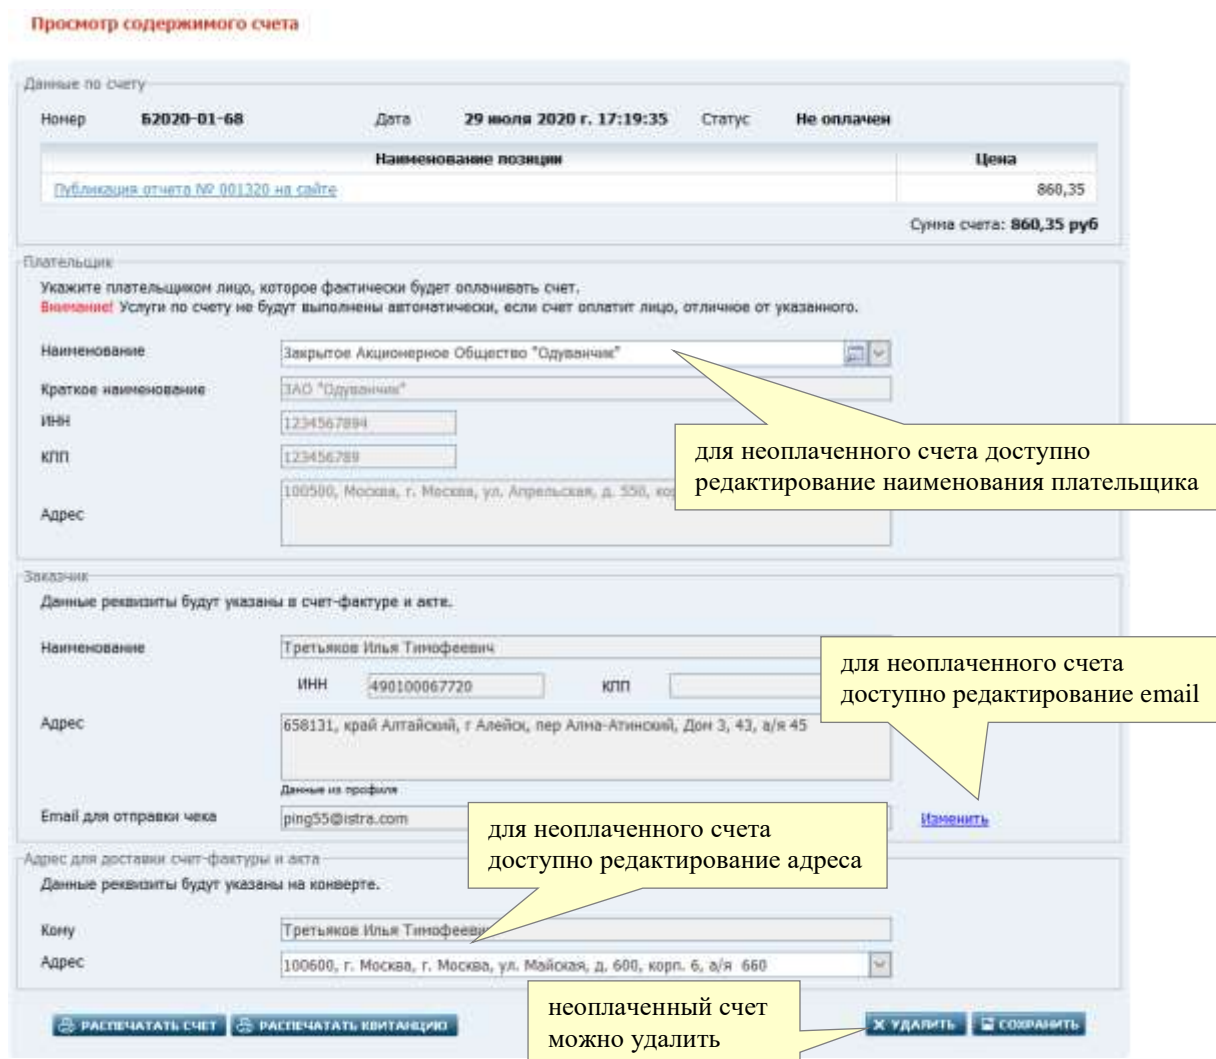 Просмотр содержимого счета
Данные по счету
Номер Б2020-01-68 Дата 29 июля 2020 г. 17:19:35 Статус Не оплачен
Наименование позиции Цена
Публикация отчета № 001320 на сайте 860,35
Сумма счета: 860,35 руб
Плательщик
Укажите плательщиком лицо, которое фактически будет оплачивать счет.
Внимание! Услуги по счету не будут выполнены автоматически, если счет оплатит лицо, отличное от указанного.
Наименование Закрытое Акционерное Общество "Одуванчик"
Краткое наименование ЗАО "Одуванчик"
ИНН 1234567894
КПП 123456789
для неоплаченного счета доступно
редактирование наименования плательщика
Адрес 100500, Москва, г. Москва, ул. Апрельская, д. 550, кор
Заказчик
Данные реквизиты будут указаны в счет-фактуре и акте.
Наименование Третьяков Илья Тимофеевич
ИНН 490100067720 КПП
для неоплаченного счета
доступно редактирование email
Адрес 658131, край Алтайский, г Алейск, пер Алма-Атинский, Дом 3, 43, а/я 45
Данные из профиля
Email для отправки чека ping55@istra.com Изменить
для неоплаченного счета
доступно редактирование адреса
Адрес для доставки счет-фактуры и акта
Данные реквизиты будут указаны на конверте.
Кому Третьяков Илья Тимофееви
Адрес 100600, г. Москва, г. Москва, ул. Майская, д. 600, корп. 6, а/я 660
неоплаченный счет
можно удалить
РАСПЕЧАТАТЬ СЧЕТ РАСПЕЧАТАТЬ КВИТАНЦИЮ X УДАЛИТЬ СОХРАНИТЬ